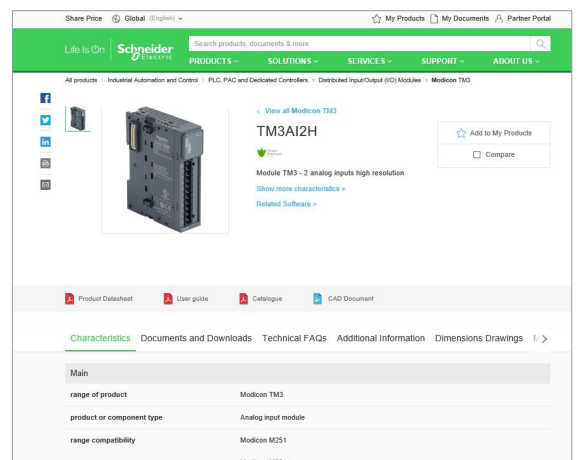 Share Price Global (English) My Products My Documents Partner Portal
Life Is On Schneider Electric
Search products, documents & more
PRODUCTS SOLUTIONS SERVICES SUPPORT ABOUT US
All products Industrial Automation and Control PLC, PAC and Dedicated Controllers Distributed Input/Output (I/O) Modules Modicon TM3
< View all Modicon TM3
TM3AI2H
Add to My Products
Compare
Module TM3 - 2 analog inputs high resolution
Show more characteristics >
Related Software >
Product Datasheet User guide Catalogue CAD Document
Characteristics Documents and Downloads Technical FAQs Additional Information Dimensions Drawings
Main
range of product Modicon TM3
product or component type Analog input module
range compatibility Modicon M251